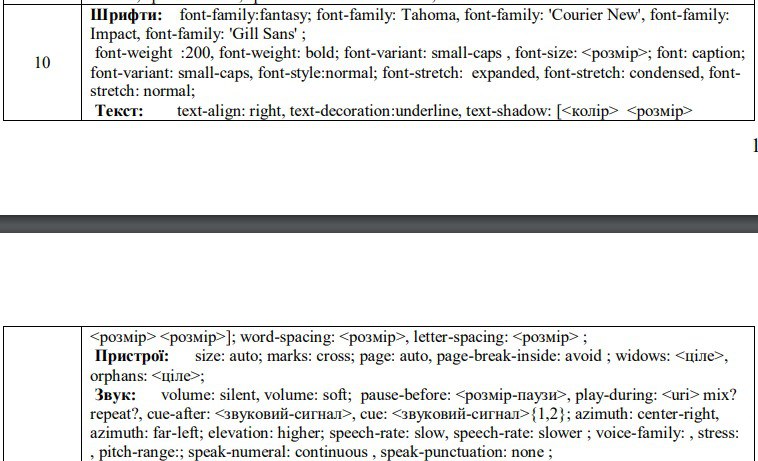 Шрифти: font-family:fantasy; font-family: Tahoma, font-family: 'Courier New', font-family:
Impact, font-family: 'Gill Sans' ;
10
font-weight :200, font-weight: bold; font-variant: small-caps , font-size: <розмір>; font: caption;
font-variant: small-caps, font-style:normal; font-stretch: expanded, font-stretch: condensed, font-
stretch: normal;
Текст: text-align: right, text-decoration:underline, text-shadow: [<колір> <розмір>
<розмір> <розмір>]; word-spacing: <розмір>, letter-spacing: <розмір> ;
Пристрої: size: auto; marks: cross; page: auto, page-break-inside: avoid ; widows: <ціле>,
orphans: <ціле>;
Звук: volume: silent, volume: soft; pause-before: <розмір-паузи>, play-during: <uri> mix?
repeat?, cue-after: <звуковий-сигнал>, cue: <звуковий-сигнал>{1,2}; azimuth: center-right,
azimuth: far-left; elevation: higher; speech-rate: slow, speech-rate: slower ; voice-family: , stress:
, pitch-range:; speak-numeral: continuous , speak-punctuation: none ;